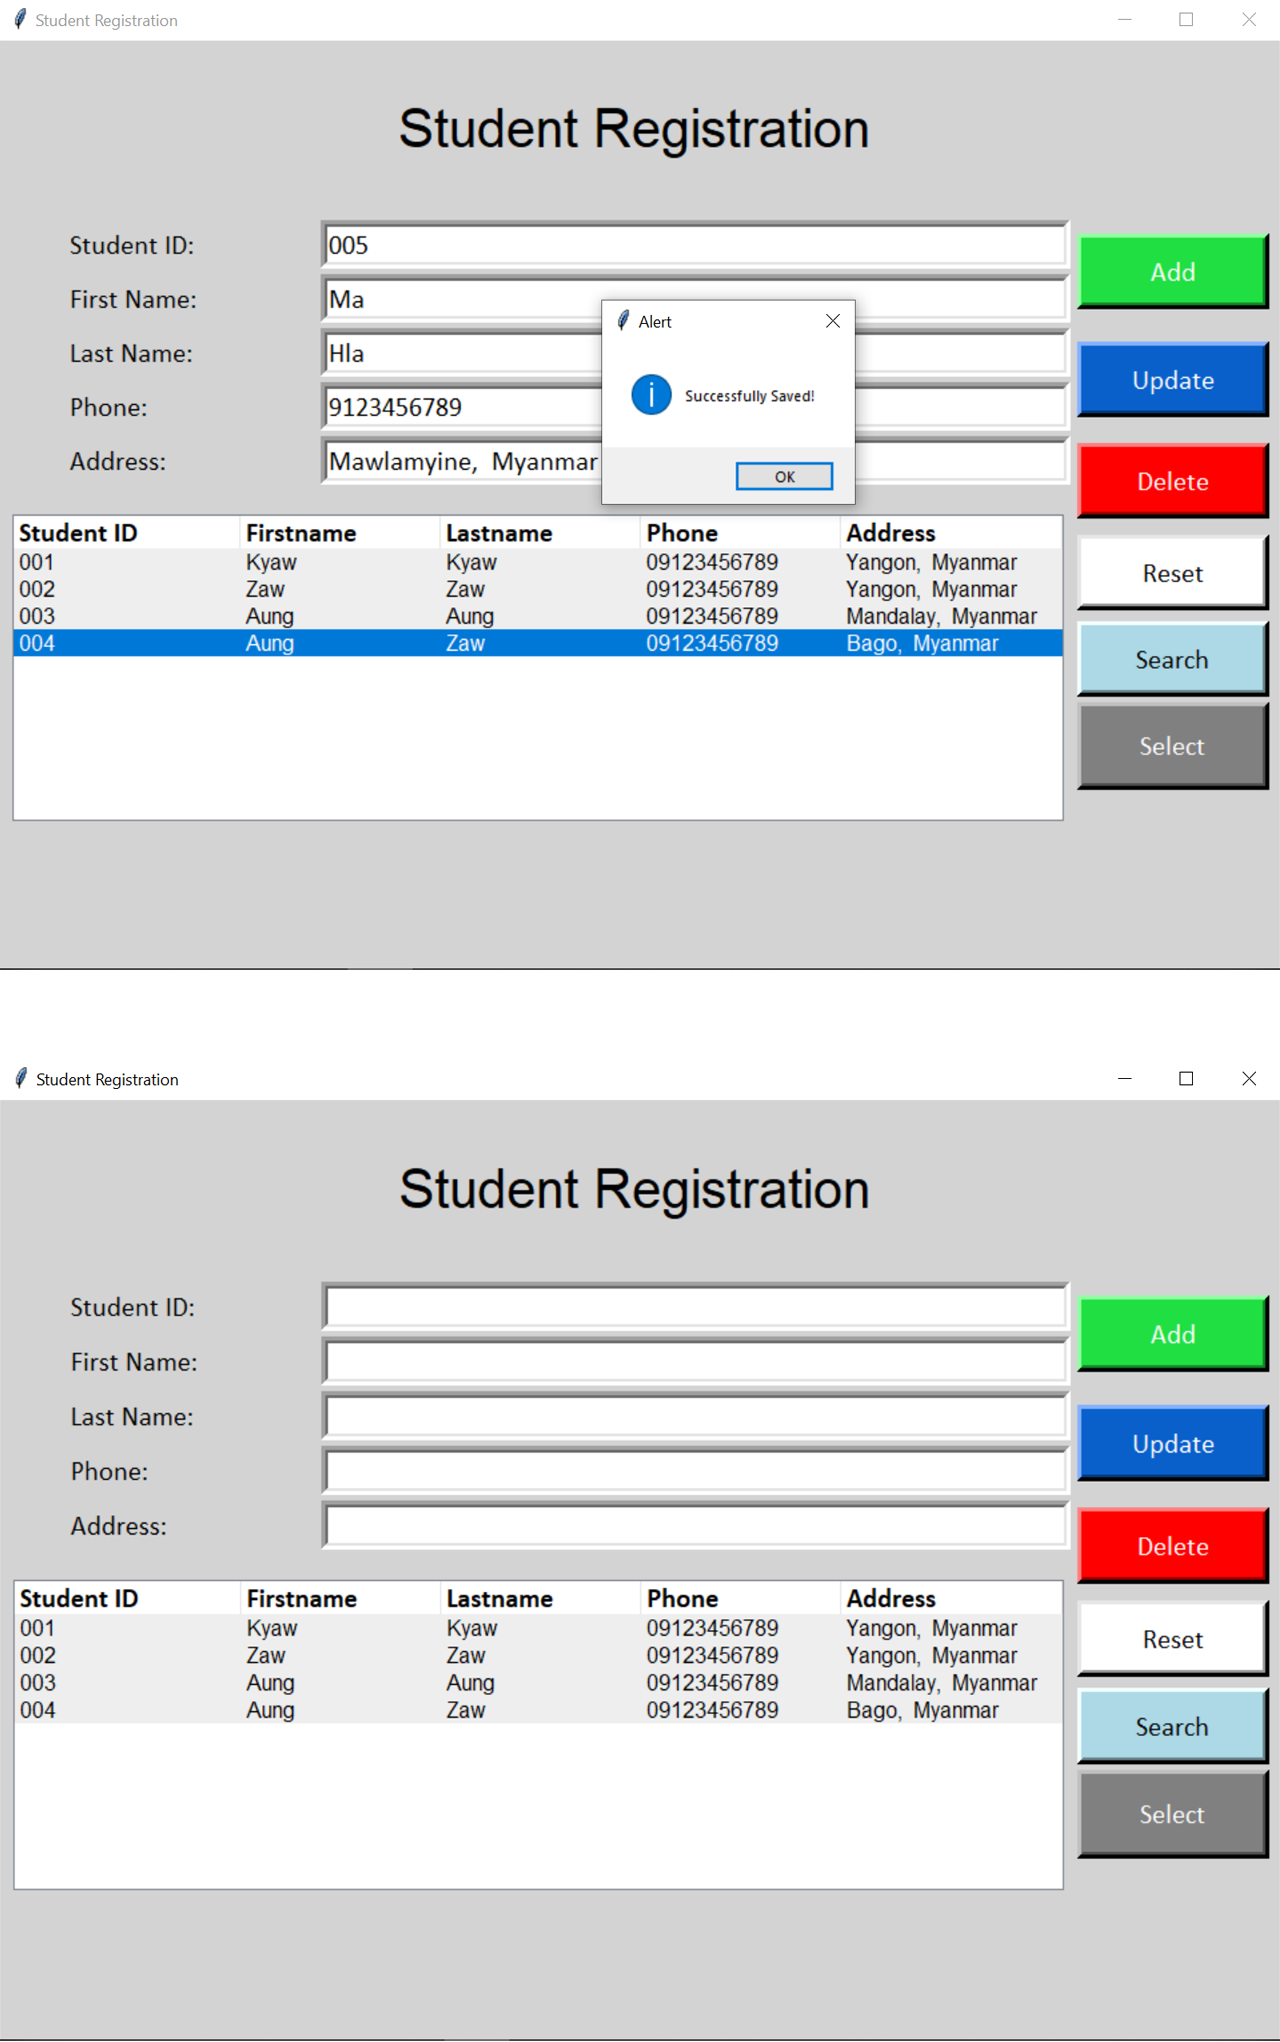 Student Registration
Student Registration
Student ID: 005 Add
First Name: Ma
Alert
Last Name: Hla Update
Successfully Saved!
Phone: 9123456789
Address: Mawlamyine, Myanmar
OK
Delete
Student ID Firstname Lastname Phone Address
001 Kyaw Kyaw 09123456789 Yangon, Myanmar
Reset
002 Zaw Zaw 09123456789 Yangon, Myanmar
003 Aung Aung 09123456789 Mandalay, Myanmar
004 Aung Zaw 09123456789 Bago, Myanmar
Search
Select
Student Registration
Student Registration
Student ID:
Add
First Name:
Last Name:
Update
Phone:
Address:
Delete
Student ID Firstname Lastname Phone Address
001 Kyaw Kyaw 09123456789 Yangon, Myanmar
Reset
002 Zaw Zaw 09123456789 Yangon, Myanmar
003 Aung Aung 09123456789 Mandalay, Myanmar
004 Aung Zaw 09123456789 Bago, Myanmar
Search
Select